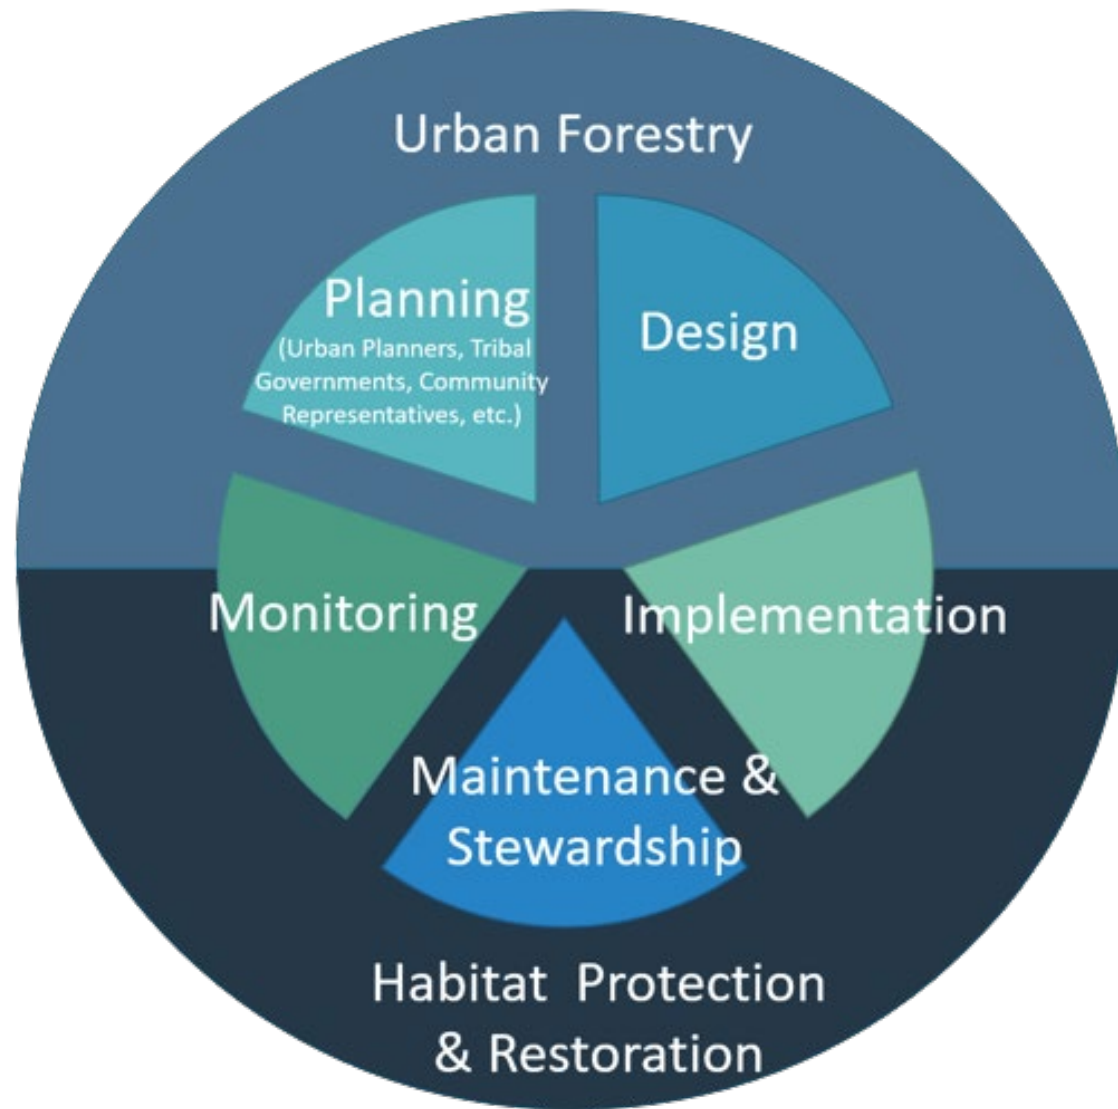 Urban Forestry
Planning
(Urban Planners, Tribal
Governments, Community
Representatives, etc.)
Design
Monitoring
Implementation
Maintenance &
Stewardship
Habitat Protection
& Restoration